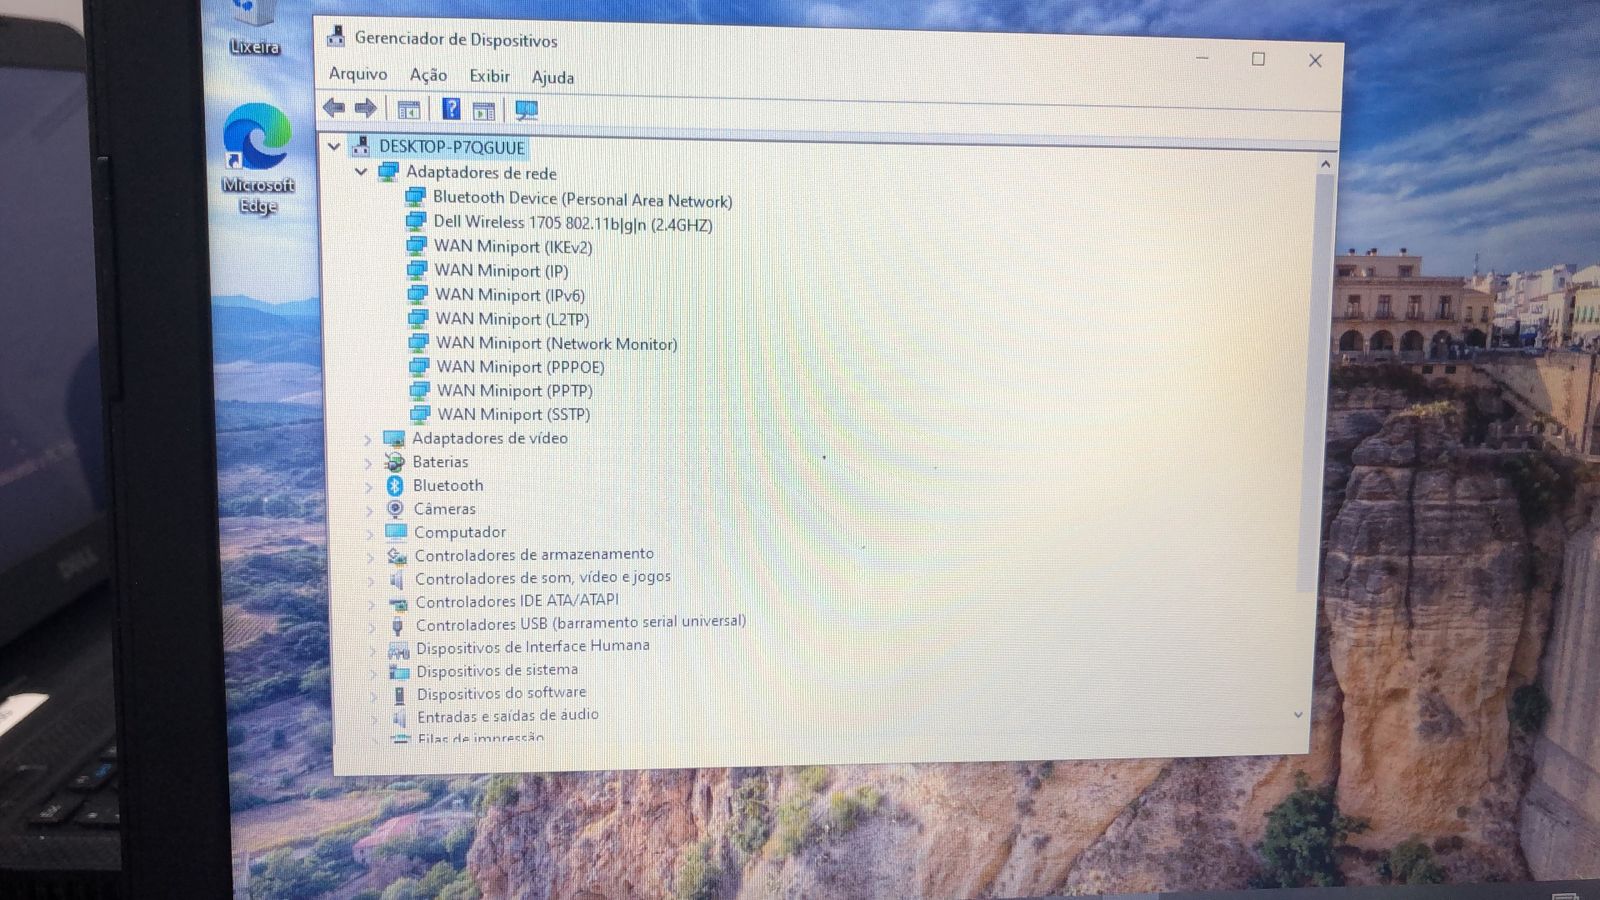 Lixeira
Microsoft
Edge
Gerenciador de Dispositivos
Arquivo Ação Exibir Ajuda
DESKTOP-P7QGUUE
Adaptadores de rede
Bluetooth Device (Personal Area Network)
Dell Wireless 1705 802.11b|g|n (2.4GHZ)
WAN Miniport (IKEv2)
WAN Miniport (IP)
WAN Miniport (IPv6)
WAN Miniport (L2TP)
WAN Miniport (Network Monitor)
WAN Miniport (PPPOE)
WAN Miniport (PPTP)
WAN Miniport (SSTP)
Adaptadores de vídeo
Baterias
Bluetooth
Câmeras
Computador
Controladores de armazenamento
Controladores de som, vídeo e jogos
Controladores IDE ATA/ATAPI
Controladores USB (barramento serial universal)
Dispositivos de Interface Humana
Dispositivos de sistema
Dispositivos do software
Entradas e saídas de áudio
Filas de impressão
DELL